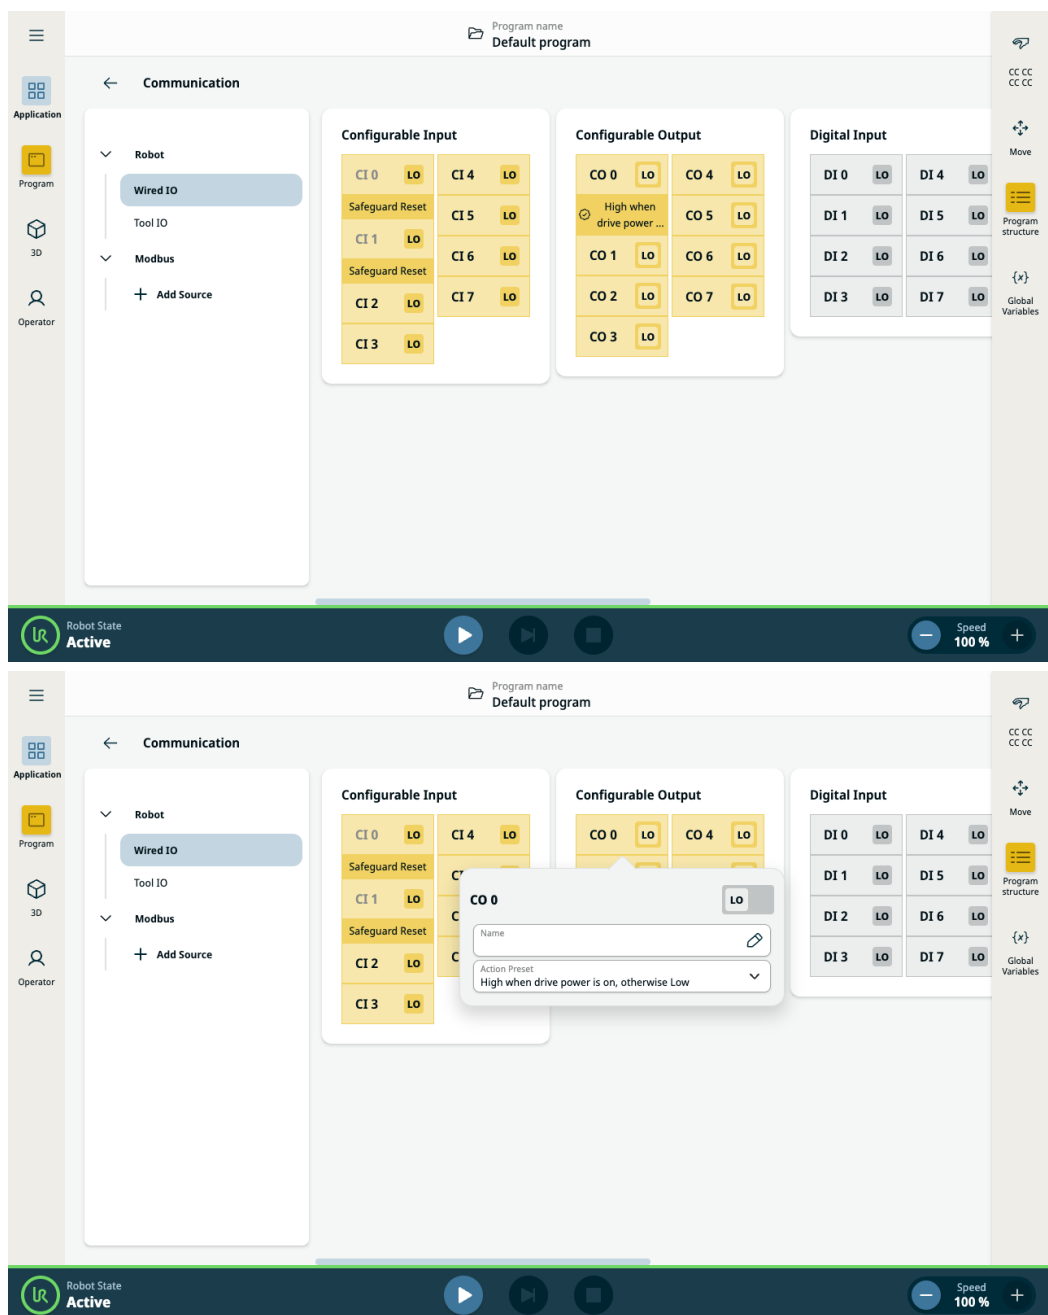 Program name
Default program
Application
Program
3D
Operator
Communication
Robot
Wired IO
Tool IO
Modbus
Add Source
Configurable Input
CI 0 LO CI 4 LO
Safeguard Reset
CI 5 LO
CI 1 LO
CI 6 LO
Safeguard Reset
CI 2 LO CI 7 LO
CI 3 LO
Configurable Output
CO 0 LO CO 4 LO
High when
drive power ...
CO 5 LO
CO 1 LO CO 6 LO
CO 2 LO CO 7 LO
CO 3 LO
Digital Input
DI 0 LO DI 4 LO
DI 1 LO DI 5 LO
DI 2 LO DI 6 LO
DI 3 LO DI 7 LO
CC CC
CC CC
Move
Program
structure
{x}
Global
Variables
UR
Robot State
Active
Speed
100 %
Program name
Default program
Application
Program
3D
Operator
Communication
Robot
Wired IO
Tool IO
Modbus
Add Source
Configurable Input
CI 0 LO CI 4 LO
Safeguard Reset
CI 1 LO
Safeguard Reset
CI 2 LO
CI 3 LO
Configurable Output
CO 0 LO CO 4 LO
CO 0 LO
Name
Action Preset
High when drive power is on, otherwise Low
Digital Input
DI 0 LO DI 4 LO
DI 1 LO DI 5 LO
DI 2 LO DI 6 LO
DI 3 LO DI 7 LO
CC CC
CC CC
Move
Program
structure
{x}
Global
Variables
UR
Robot State
Active
Speed
100 %